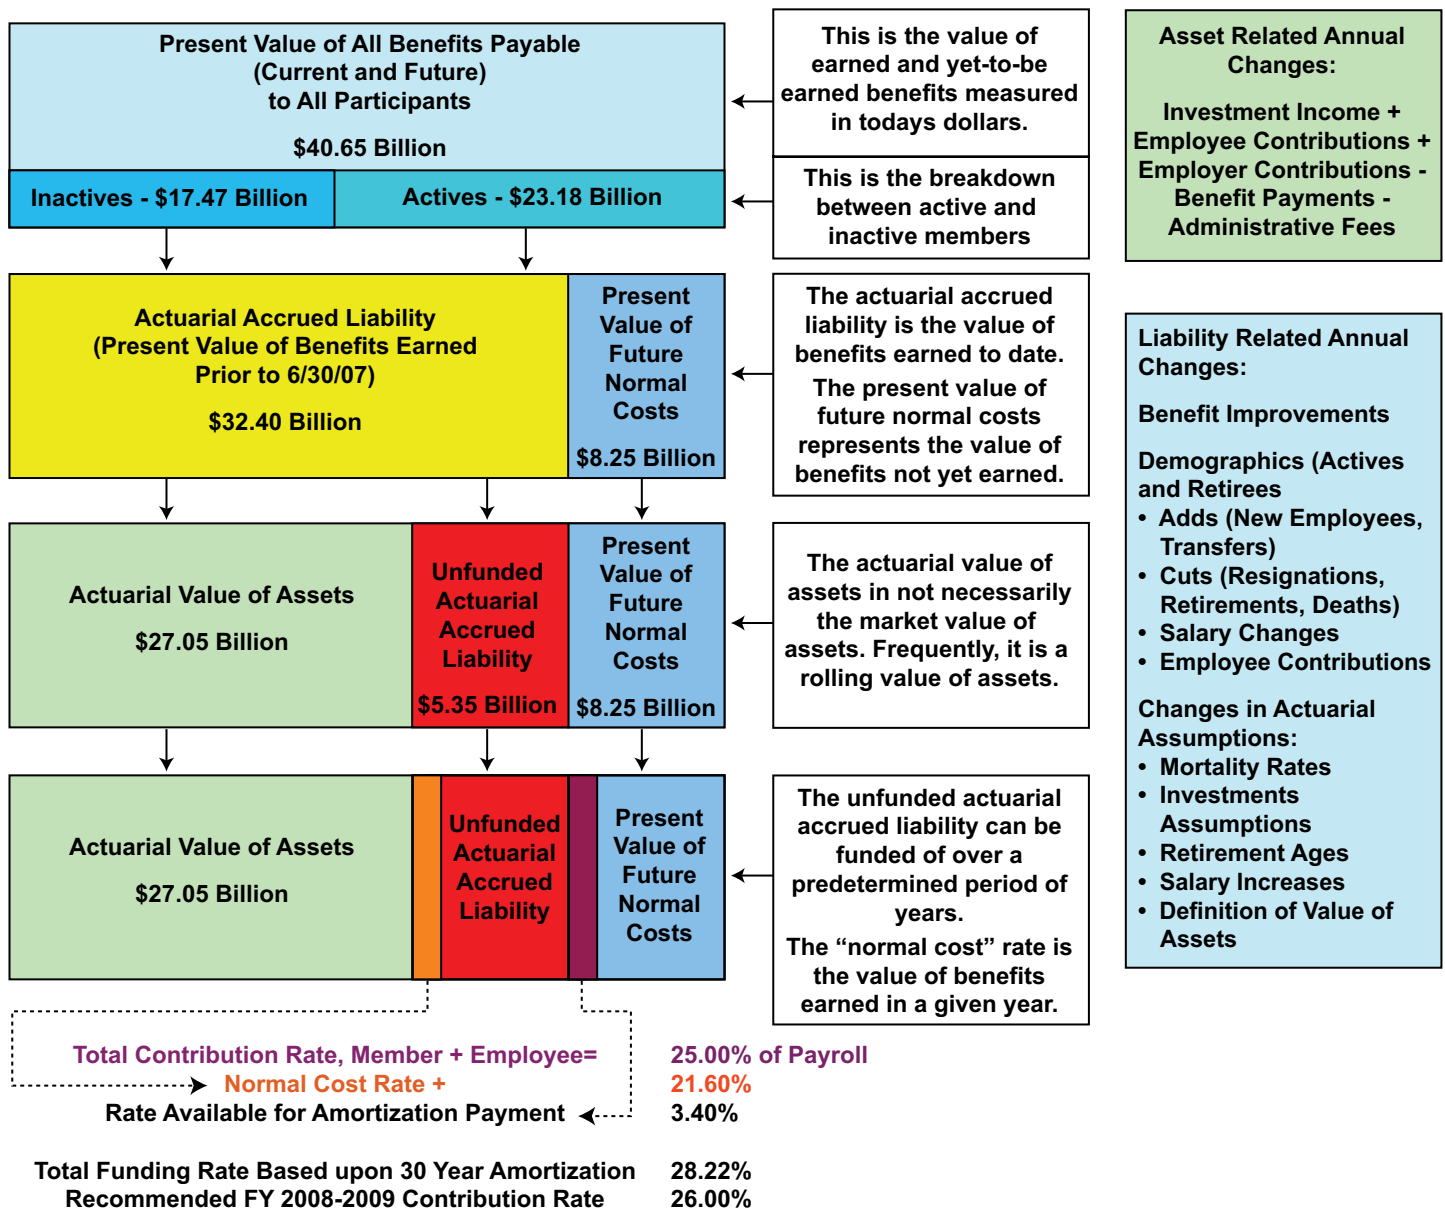 Present Value of All Benefits Payable
(Current and Future)
to All Participants
$40.65 Billion
Inactives - $17.47 Billion
Actives - $23.18 Billion
This is the value of
earned and yet-to-be
earned benefits measured
in todays dollars.
This is the breakdown
between active and
inactive members
Asset Related Annual
Changes:
Investment Income +
Employee Contributions +
Employer Contributions -
Benefit Payments -
Administrative Fees
Actuarial Accrued Liability
(Present Value of Benefits Earned
Prior to 6/30/07)
$32.40 Billion
Present
Value of
Future
Normal
Costs
$8.25 Billion
The actuarial accrued
liability is the value of
benefits earned to date.
The present value of
future normal costs
represents the value of
benefits not yet earned.
Actuarial Value of Assets
$27.05 Billion
Unfunded
Actuarial
Accrued
Liability
$5.35 Billion
Present
Value of
Future
Normal
Costs
$8.25 Billion
The actuarial value of
assets in not necessarily
the market value of
assets. Frequently, it is a
rolling value of assets.
Actuarial Value of Assets
$27.05 Billion
Unfunded
Actuarial
Accrued
Liability
Present
Value of
Future
Normal
Costs
The unfunded actuarial
accrued liability can be
funded of over a
predetermined period of
years.
The “normal cost” rate is
the value of benefits
earned in a given year.
Liability Related Annual
Changes:
Benefit Improvements
Demographics (Actives
and Retirees
• Adds (New Employees,
Transfers)
• Cuts (Resignations,
Retirements, Deaths)
• Salary Changes
• Employee Contributions
Changes in Actuarial
Assumptions:
• Mortality Rates
• Investments
Assumptions
• Retirement Ages
• Salary Increases
• Definition of Value of
Assets
Total Contribution Rate, Member + Employee= 25.00% of Payroll
Normal Cost Rate + 21.60%
Rate Available for Amortization Payment 3.40%
Total Funding Rate Based upon 30 Year Amortization 28.22%
Recommended FY 2008-2009 Contribution Rate 26.00%